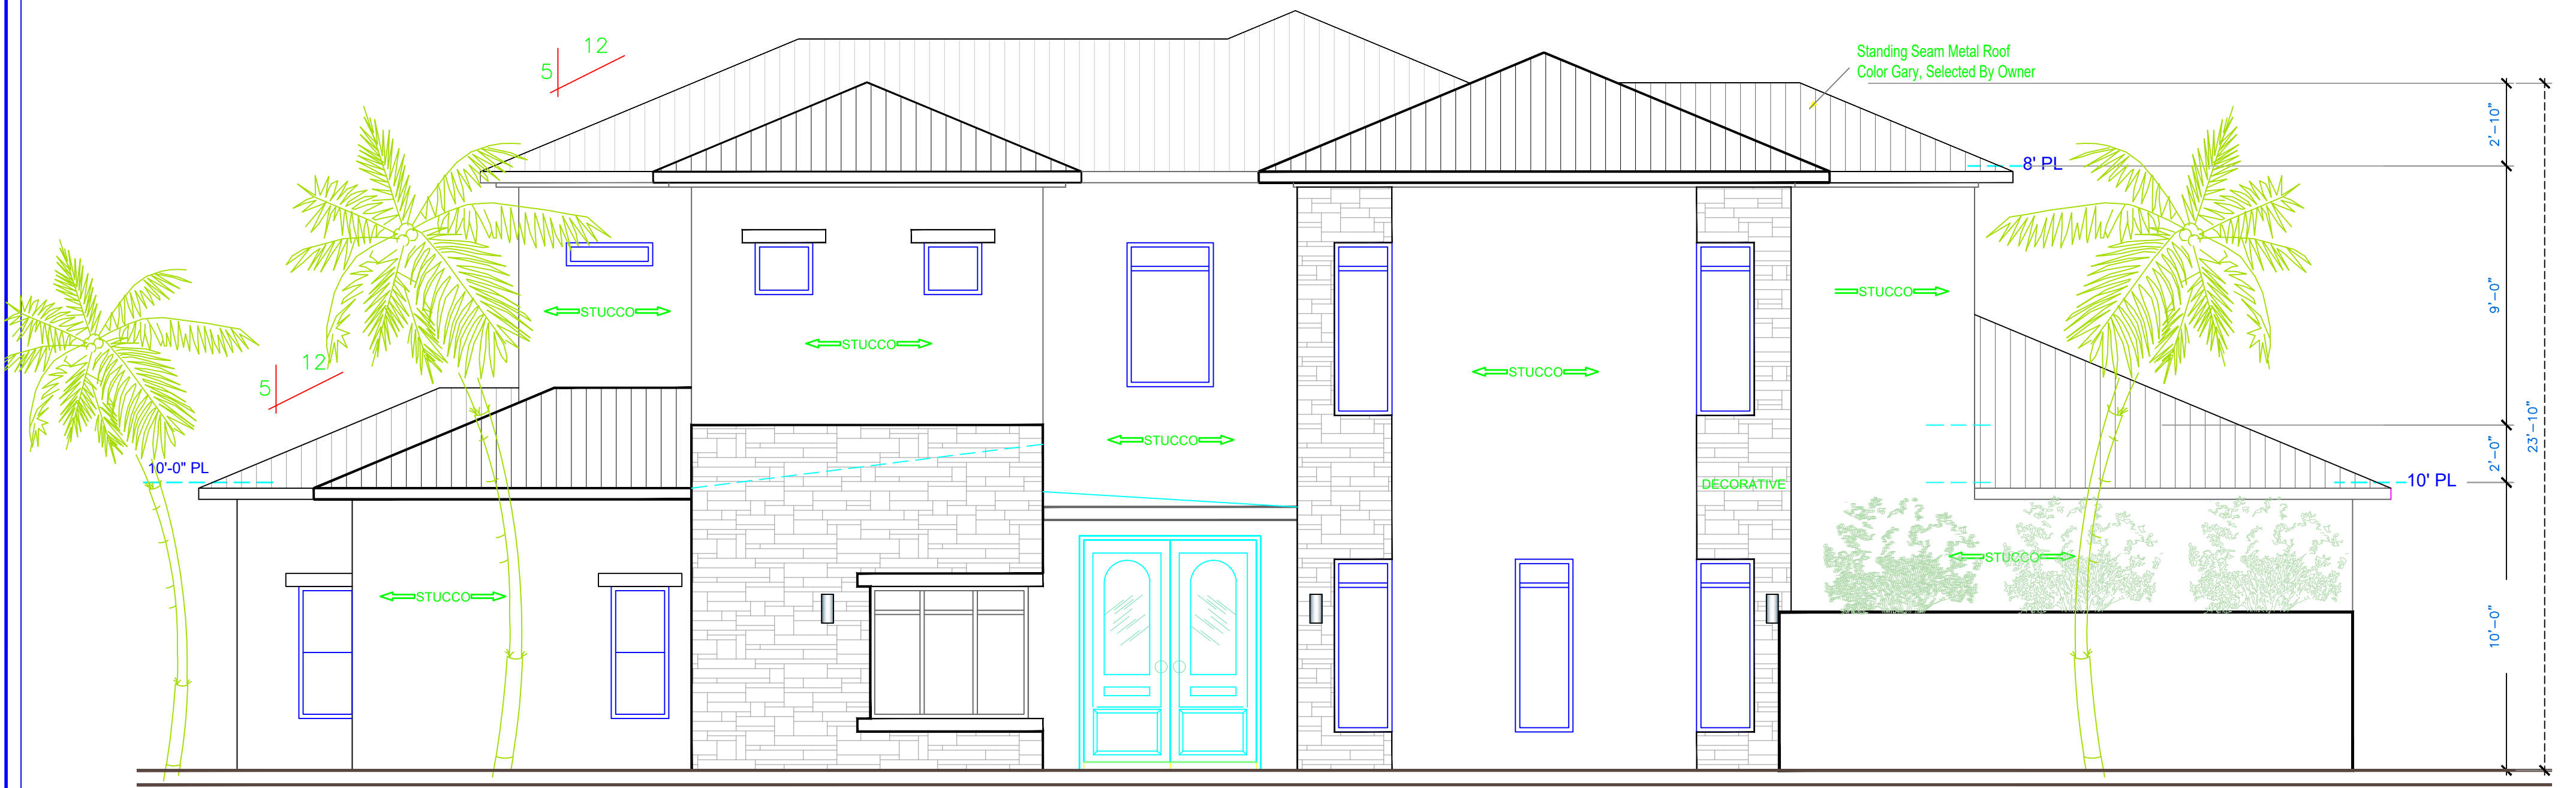 12
5
Standing Seam Metal Roof
Color Gary, Selected By Owner
2'-10"
8' PL
9'-0"
STUCCO
STUCCO
STUCCO
12
5
STUCCO
STUCCO
23'-10"
2'-0"
10'-0" PL
10' PL
DECORATIVE
STUCCO
STUCCO
10'-0"